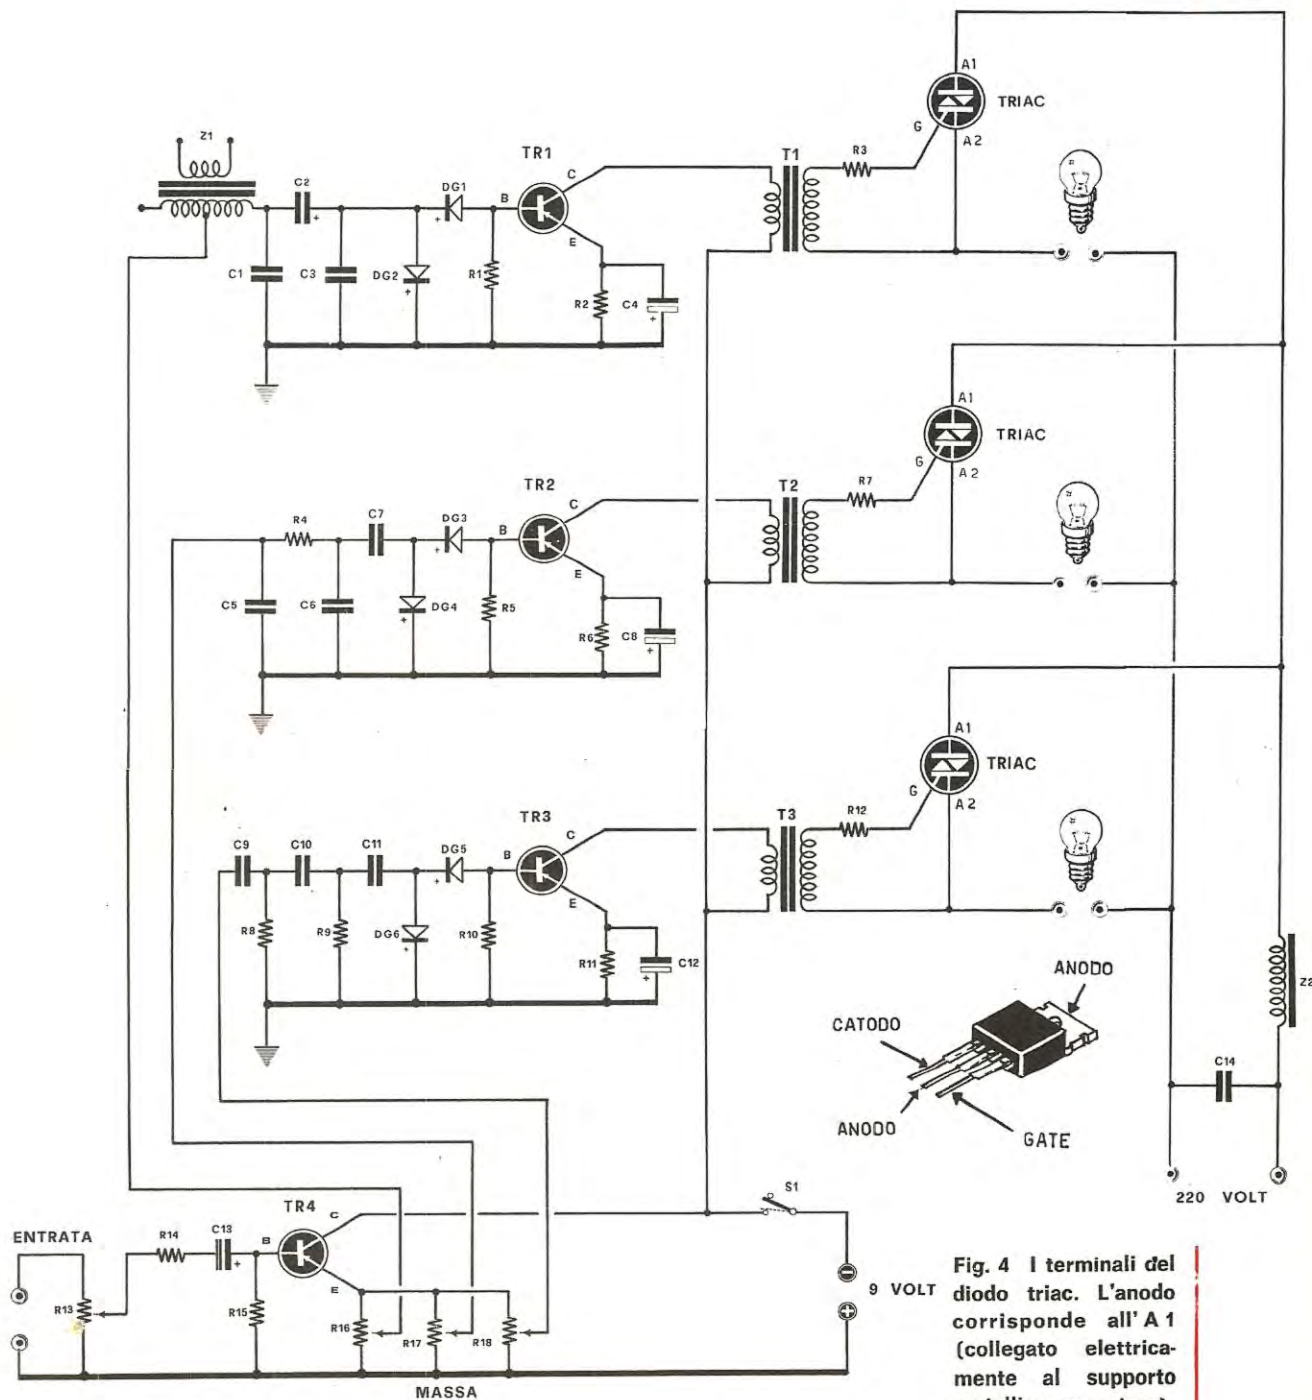 A1
TRIAC
G
A2
Z1
TR1
C
T1
R3
C2
DG1
B
+
+
E
C1
C3
DG2
R1
R2
C4
+
+
A1
TRIAC
G
A2
TR2
C
T2
R7
R4
C7
DG3
B
+
E
C5
C6
DG4
R5
R6
C8
+
+
A1
TRIAC
G
A2
TR3
C
T3
R12
C9
C10
C11
DG5
B
+
E
R8
R9
DG6
R10
R11
C12
+
+
Z2
ANODO
CATODO
C14
ANODO
GATE
220 VOLT
S1
TR4
C
ENTRATA
R14
C13
B
+
E
R13
R15
R16
R17
R18
MASSA
−
9 VOLT
+
Fig. 4 I terminali del
diodo triac. L'anodo
corrisponde all' A 1
(collegato elettrica-
mente al supporto